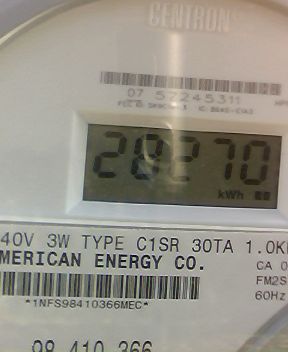 CENTRON
07 57245311
28270
kWh
40V 3W TYPE C1SR 30TA 1.0K
MERICAN ENERGY CO.
CA 0
FM2S
*1NFS98410366MEC*
60Hz
98 410 366